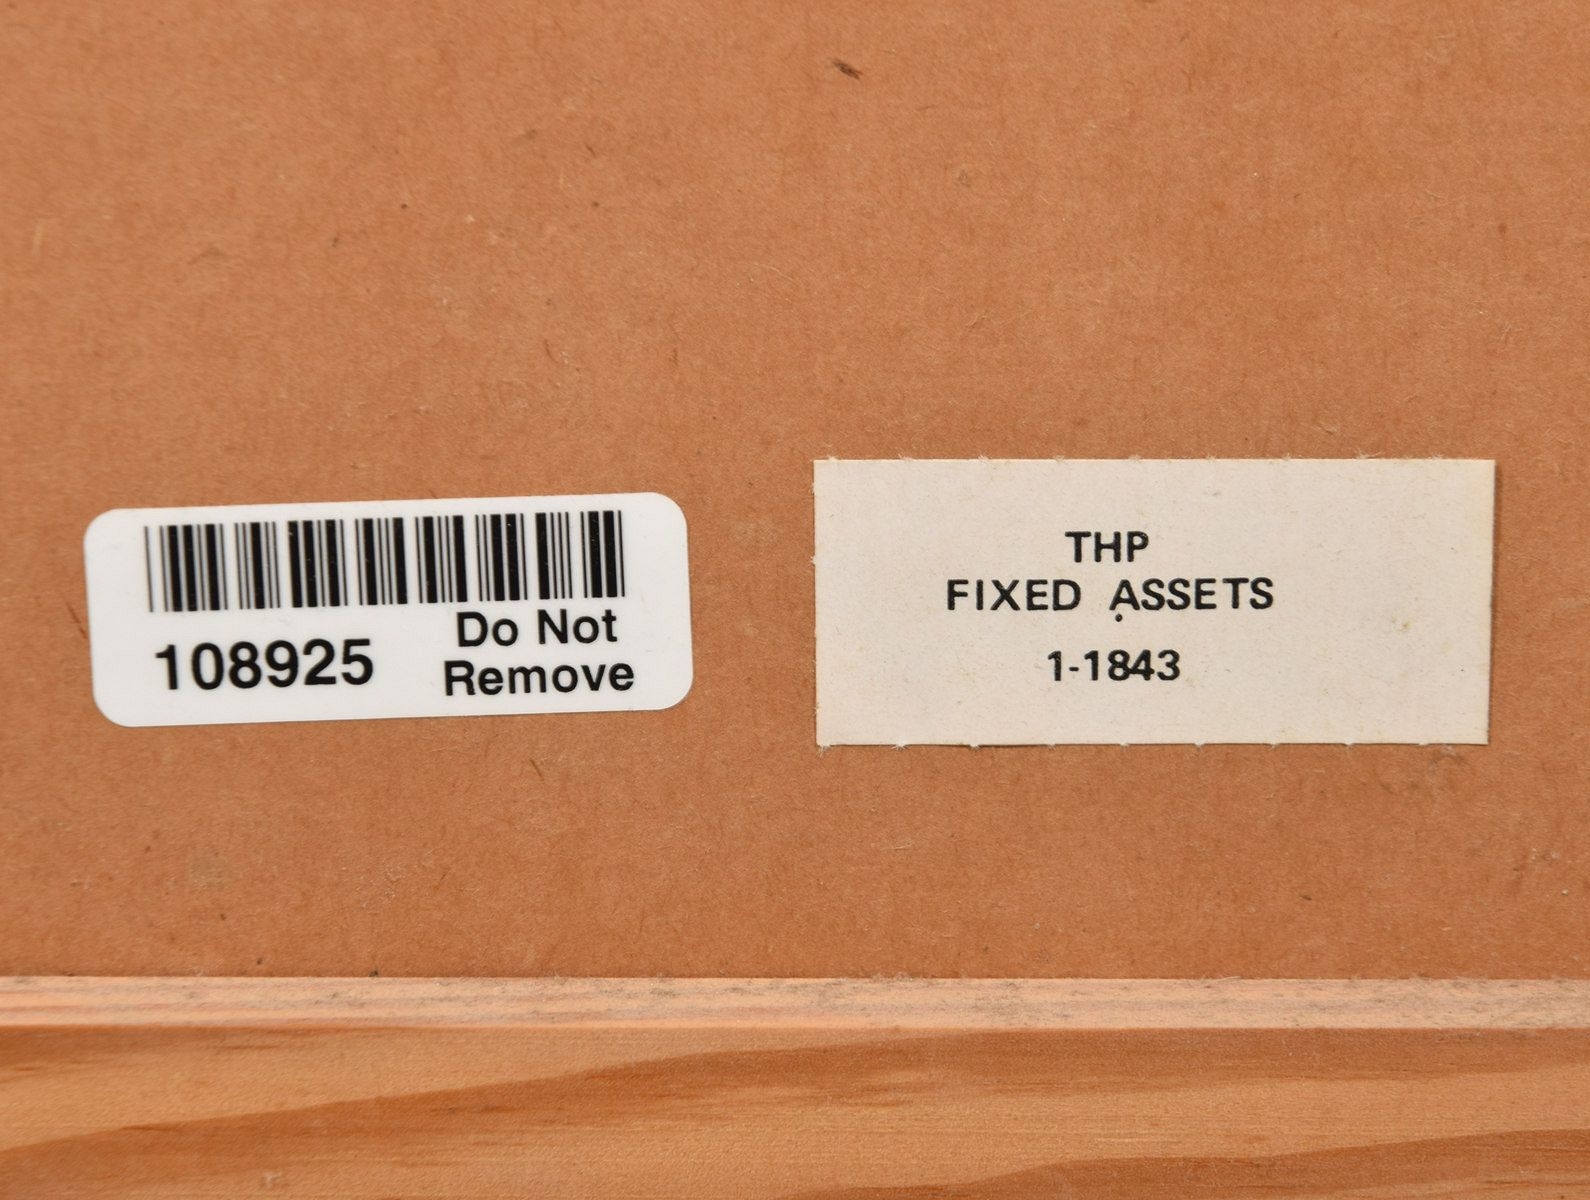 108925
Do Not
Remove
THP
FIXED ASSETS
1-1843